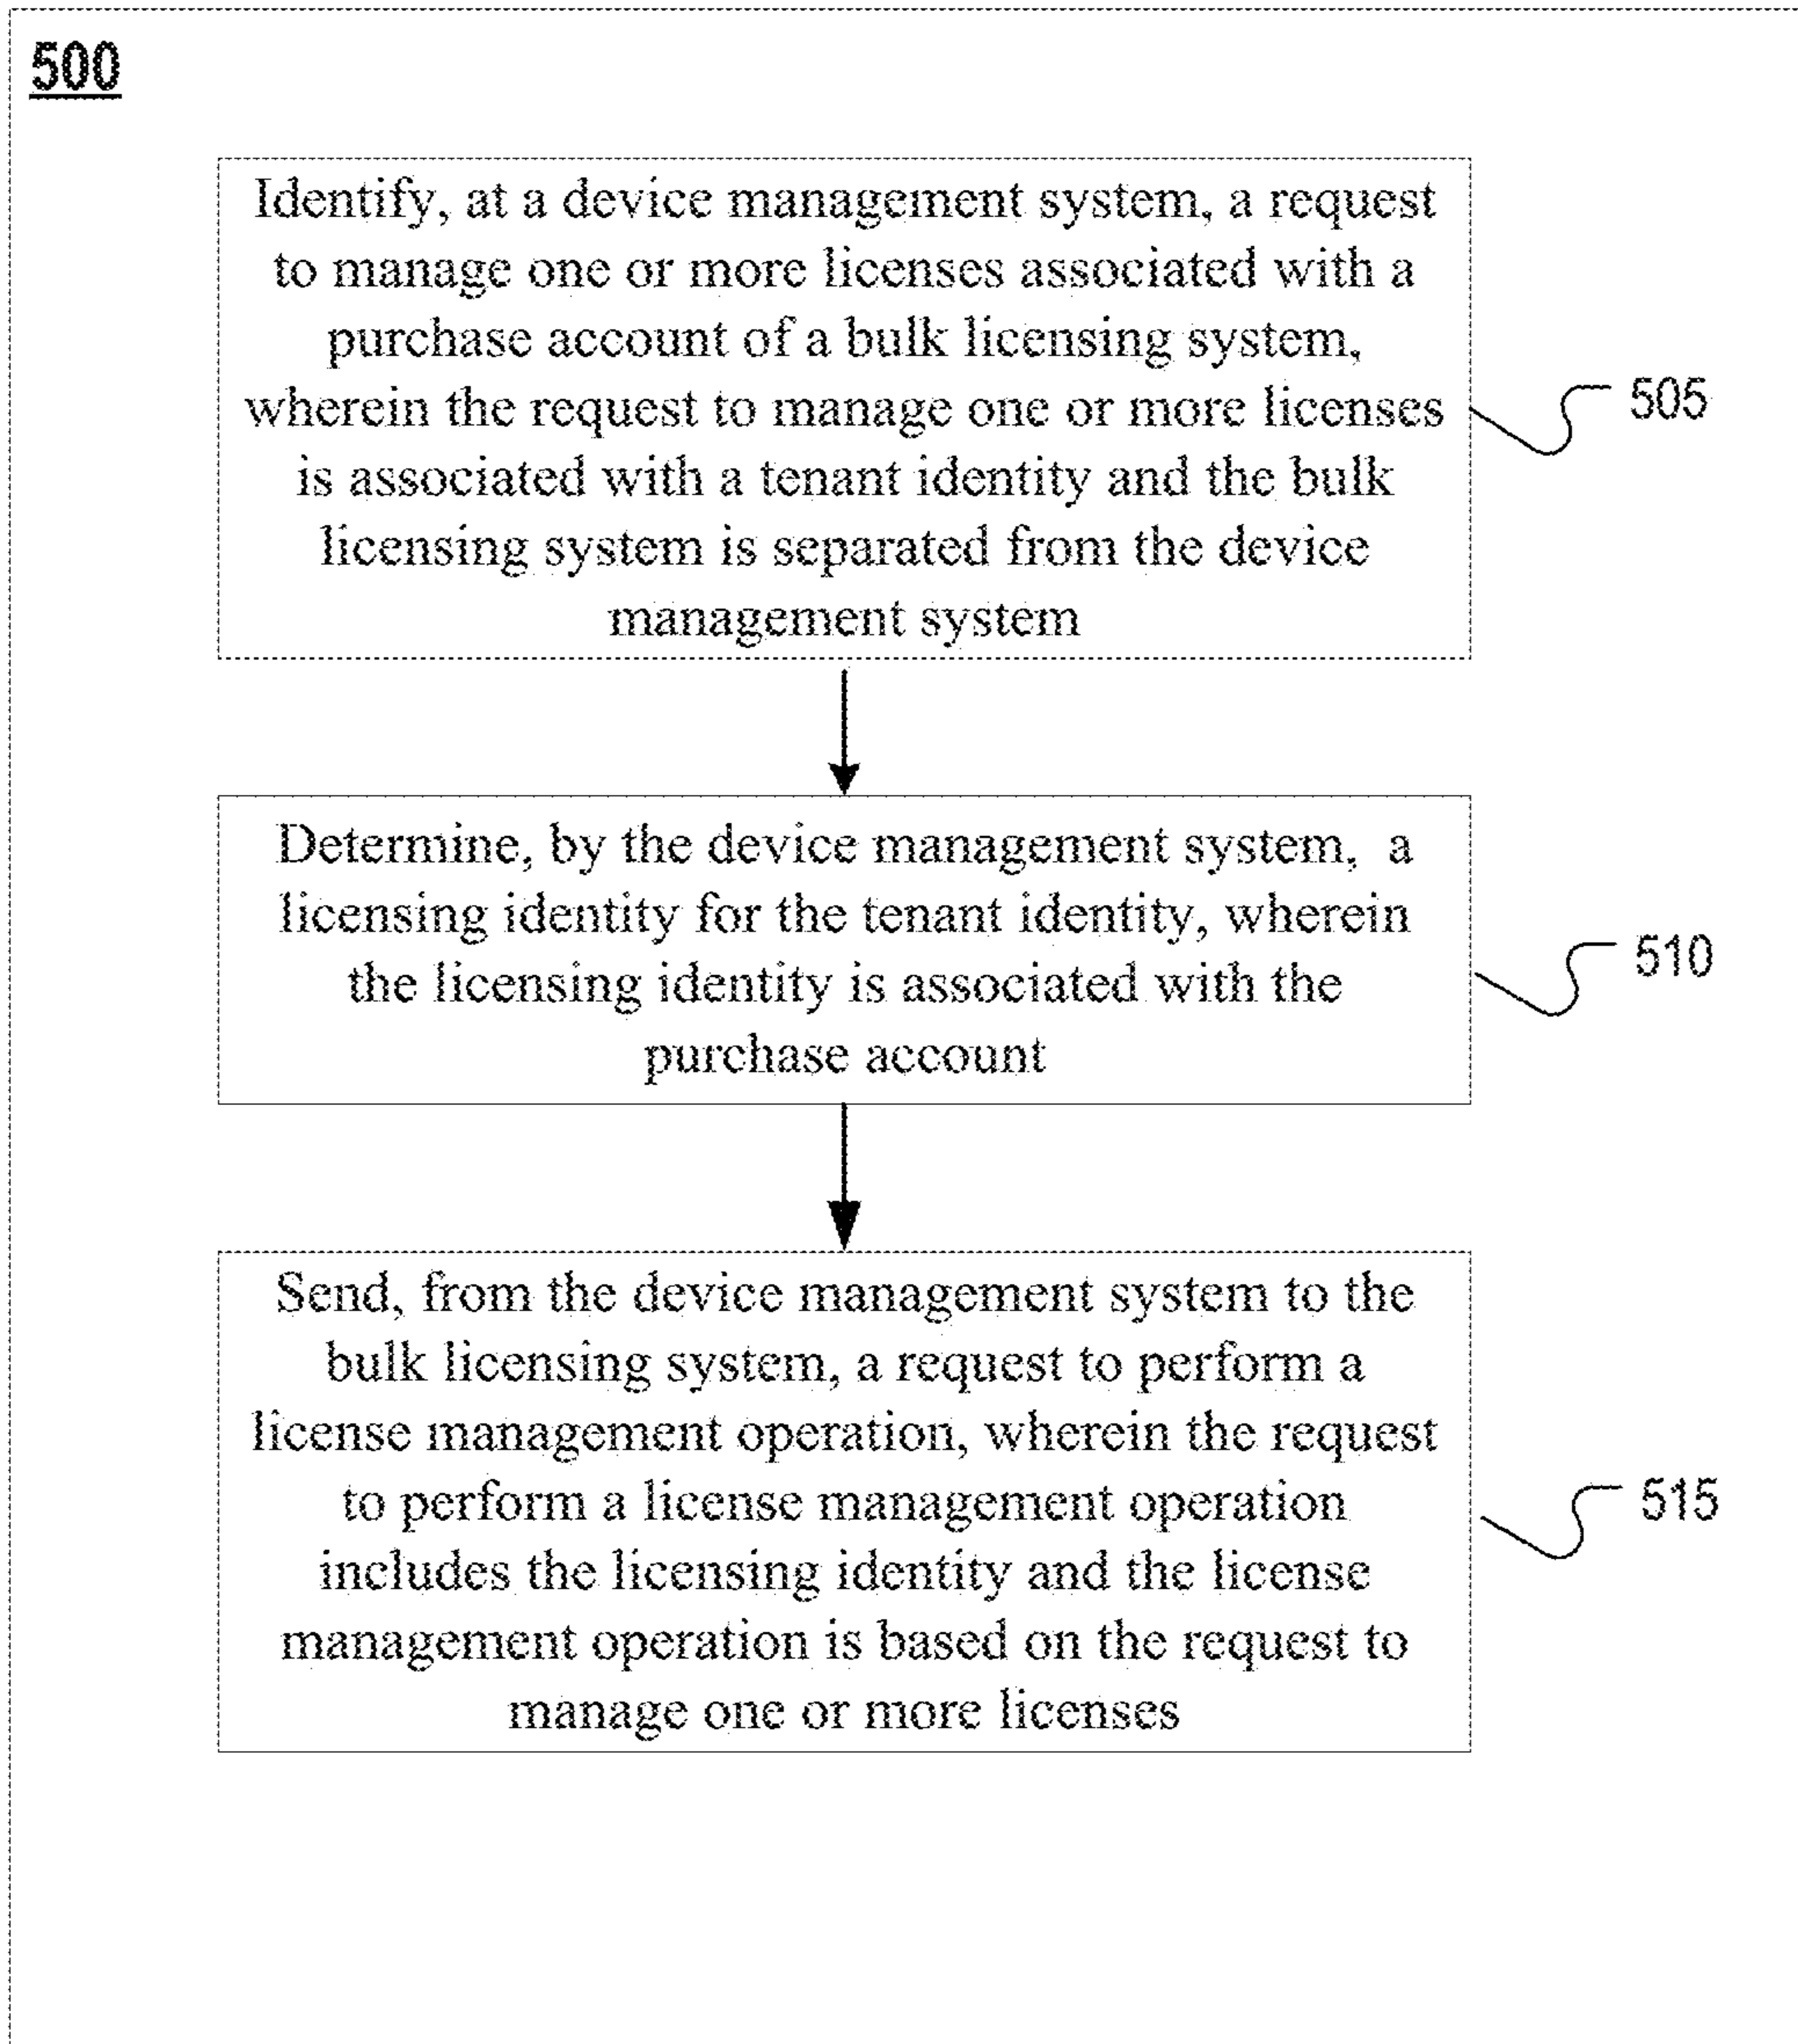 500
Identify, at a device management system, a request
to manage one or more licenses associated with a
purchase account of a bulk licensing system,
wherein the request to manage one or more licenses
is associated with a tenant identity and the bulk
licensing system is separated from the device
management system
505
Determine, by the device management system, a
licensing identity for the tenant identity, wherein
the licensing identity is associated with the
purchase account
510
Send, from the device management system to the
bulk licensing system, a request to perform a
license management operation, wherein the request
to perform a license management operation
includes the licensing identity and the license
management operation is based on the request to
manage one or more licenses
515